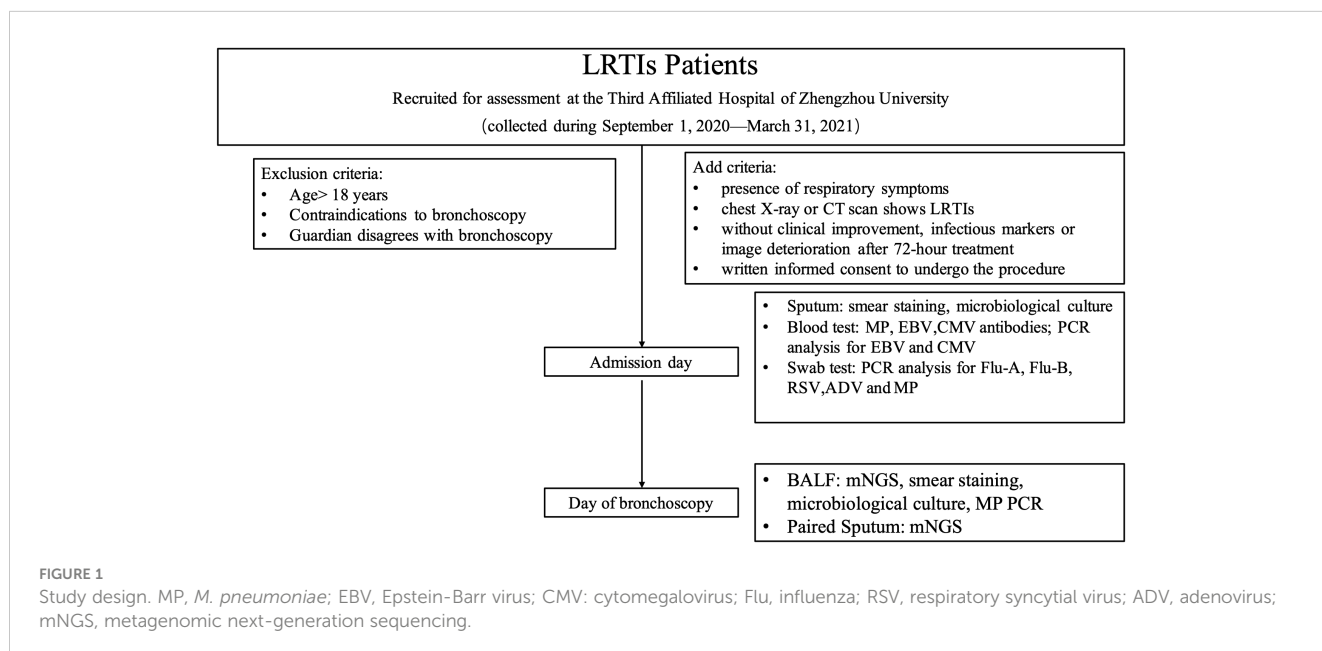 LRTIs Patients
Recruited for assessment at the Third Affiliated Hospital of Zhengzhou University
(collected during September 1, 2020—March 31, 2021)
Exclusion criteria:
• Age> 18 years
• Contraindications to bronchoscopy
• Guardian disagrees with bronchoscopy
Add criteria:
• presence of respiratory symptoms
• chest X-ray or CT scan shows LRTIs
• without clinical improvement, infectious markers or
image deterioration after 72-hour treatment
• written informed consent to undergo the procedure
Admission day
• Sputum: smear staining, microbiological culture
• Blood test: MP, EBV,CMV antibodies; PCR
analysis for EBV and CMV
• Swab test: PCR analysis for Flu-A, Flu-B,
RSV,ADV and MP
Day of bronchoscopy
• BALF: mNGS, smear staining,
microbiological culture, MP PCR
• Paired Sputum: mNGS
FIGURE 1
Study design. MP, M. pneumoniae; EBV, Epstein-Barr virus; CMV: cytomegalovirus; Flu, influenza; RSV, respiratory syncytial virus; ADV, adenovirus;
mNGS, metagenomic next-generation sequencing.